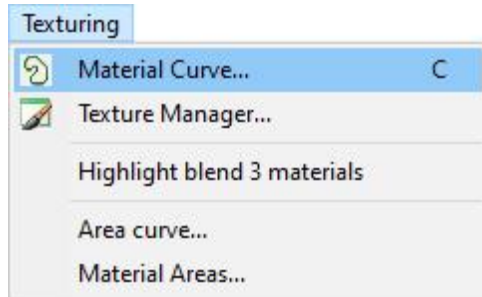 Texturing
Material Curve... C
Texture Manager...
Highlight blend 3 materials
Area curve...
Material Areas...